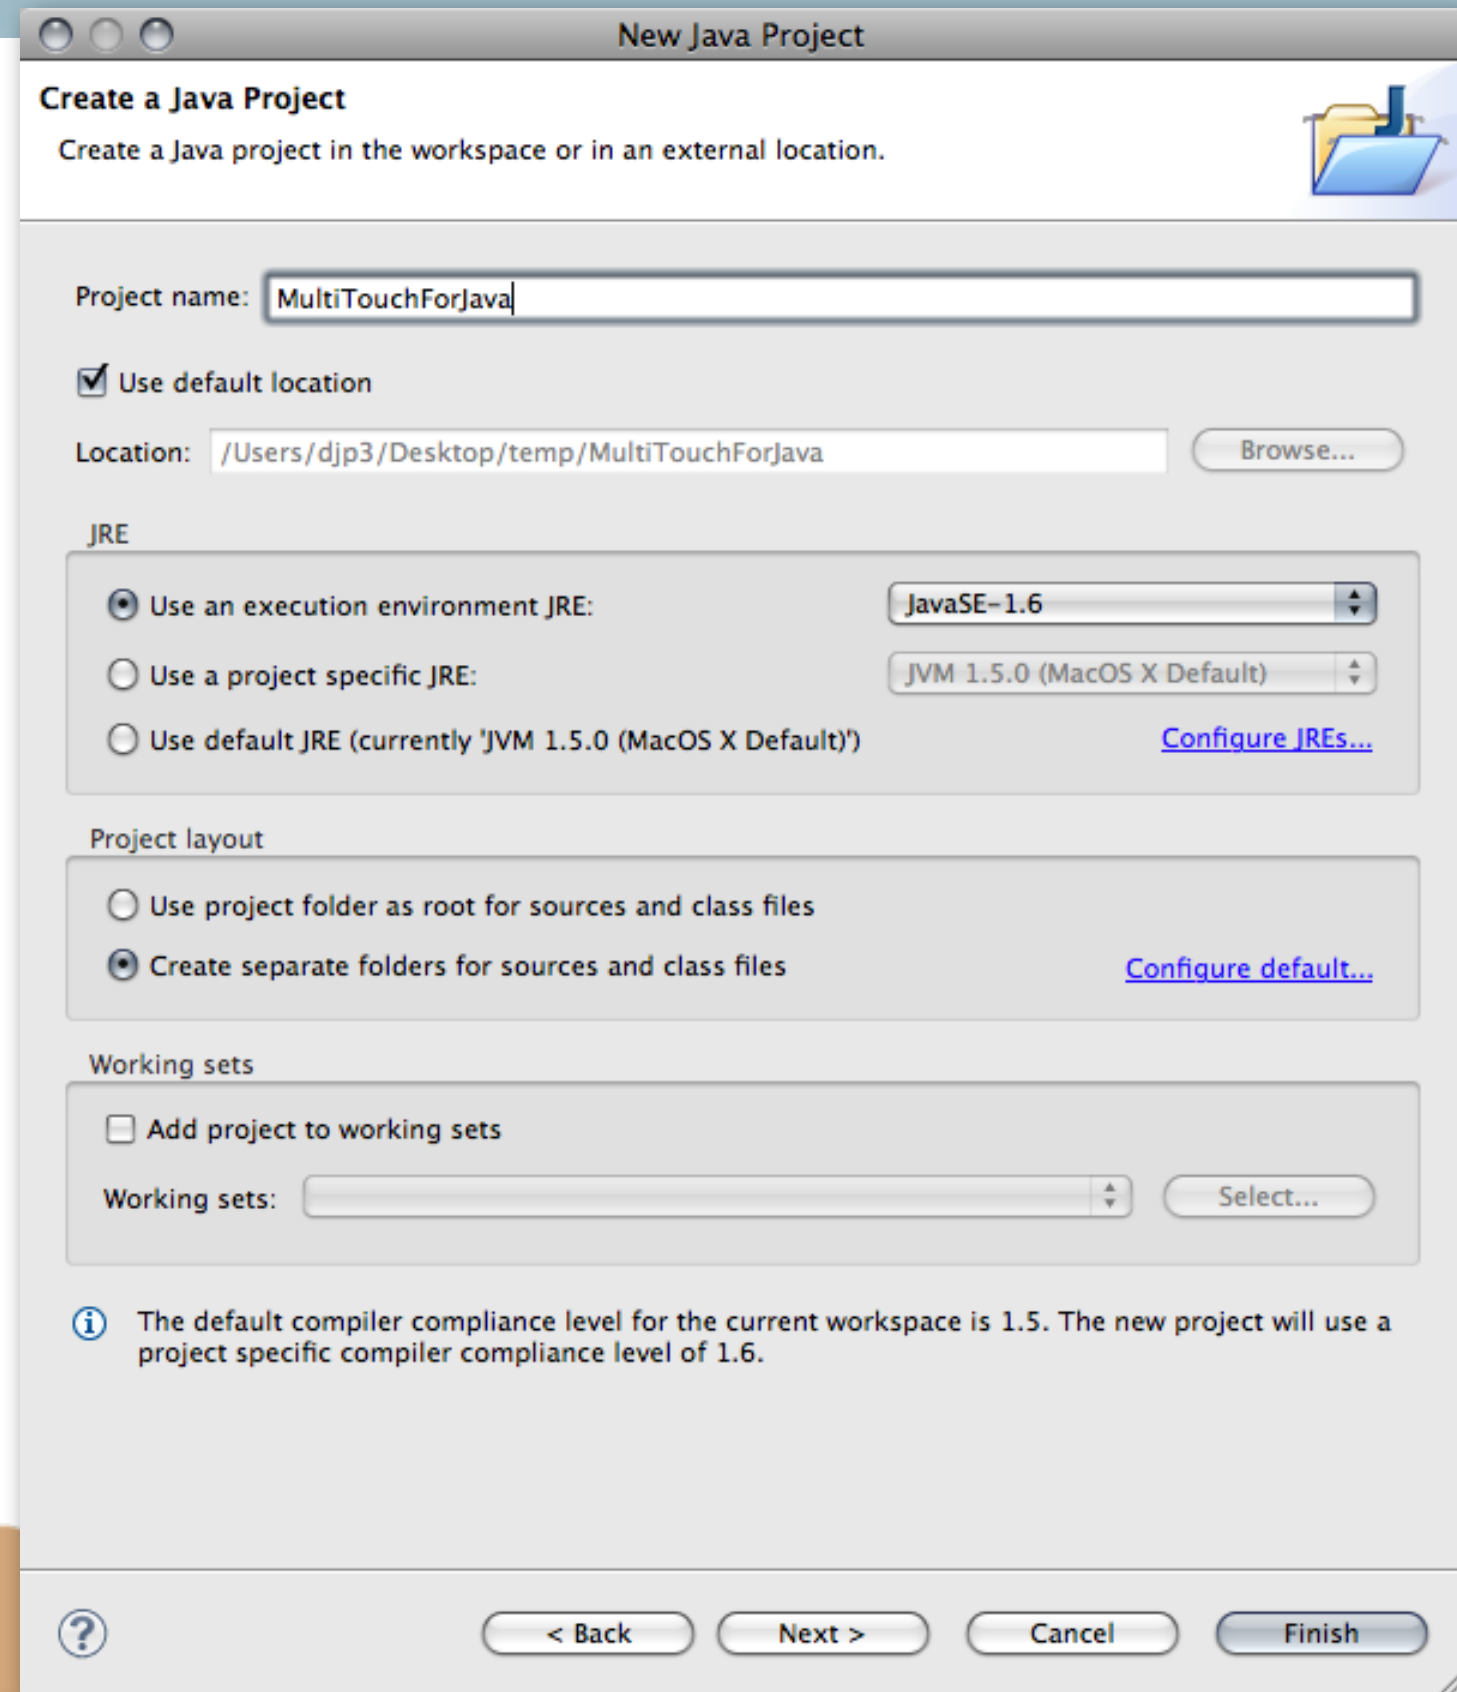 New Java Project
Create a Java Project
Create a Java project in the workspace or in an external location.
Project name: MultiTouchForJava
Use default location
Location: /Users/djp3/Desktop/temp/MultiTouchForJava Browse...
JRE
Use an execution environment JRE: JavaSE-1.6
Use a project specific JRE: JVM 1.5.0 (MacOS X Default)
Use default JRE (currently 'JVM 1.5.0 (MacOS X Default)') Configure JREs...
Project layout
Use project folder as root for sources and class files
Create separate folders for sources and class files Configure default...
Working sets
Add project to working sets
Working sets: Select...
The default compiler compliance level for the current workspace is 1.5. The new project will use a
project specific compiler compliance level of 1.6.
? < Back Next > Cancel Finish